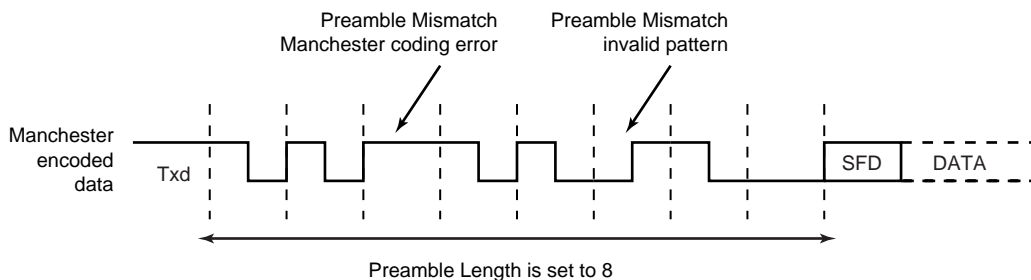 Preamble Mismatch
Manchester coding error
Preamble Mismatch
invalid pattern
Manchester
encoded
data
Txd
SFD
DATA
Preamble Length is set to 8